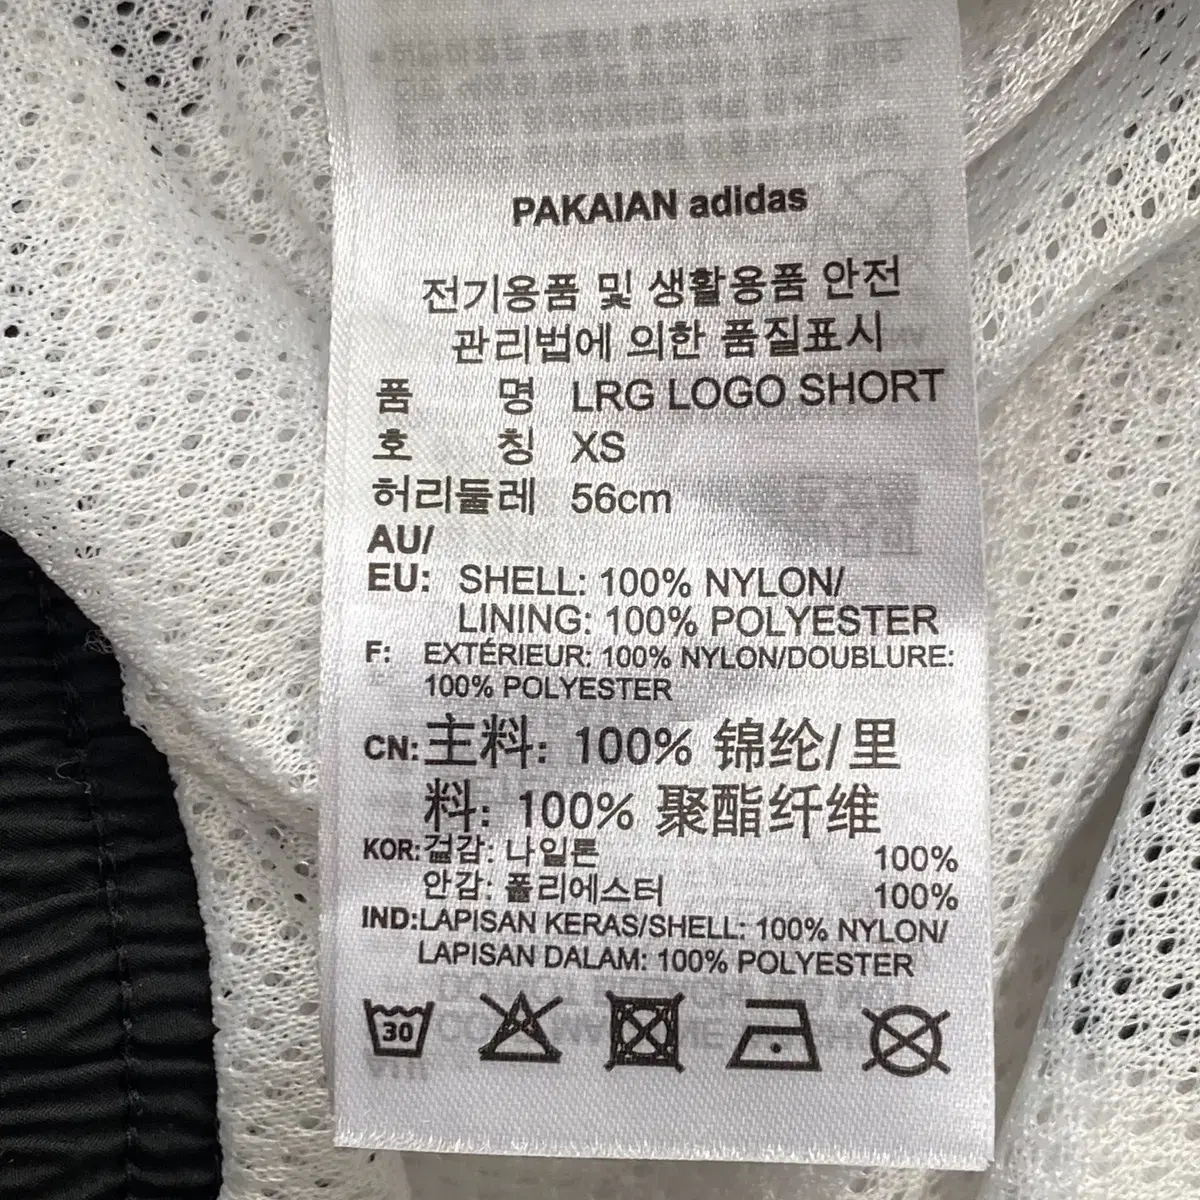 PAKAIAN adidas
전기용품 및 생활용품 안전
관리법에 의한 품질표시
품 명 LRG LOGO SHORT
호 칭 XS
허리둘레 56cm
AU/
EU: SHELL: 100% NYLON/
LINING: 100% POLYESTER
F: EXTÉRIEUR: 100% NYLON/DOUBLURE:
100% POLYESTER
CN: 主料: 100% 锦纶/里
料: 100% 聚酯纤维
KOR: 겉감: 나일론 100%
안감: 폴리에스터 100%
IND: LAPISAN KERAS/SHELL: 100% NYLON/
LAPISAN DALAM: 100% POLYESTER
30